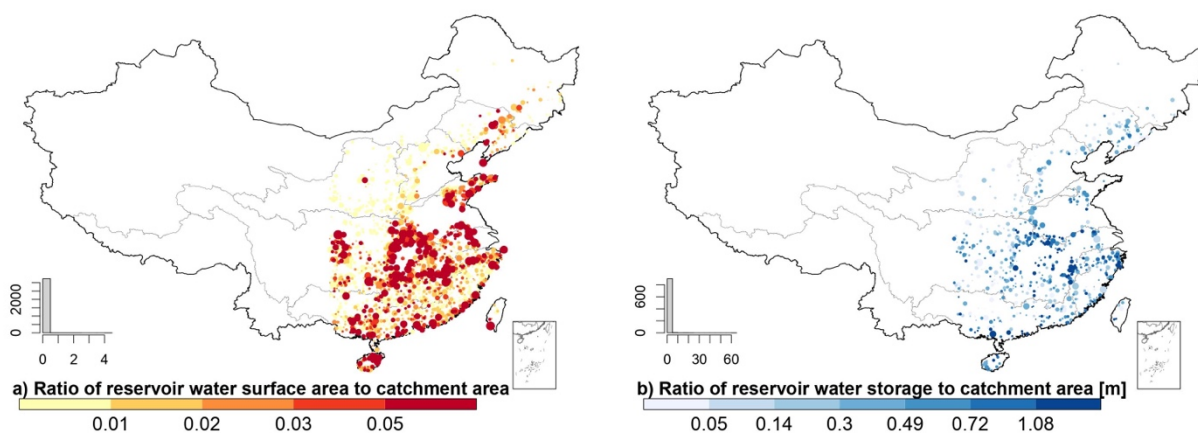 2000
0
0 2 4
a) Ratio of reservoir water surface area to catchment area
0.01 0.02 0.03 0.05
600
0
0 20 40 60
b) Ratio of reservoir water storage to catchment area [m]
0.05 0.14 0.3 0.49 0.72 1.08